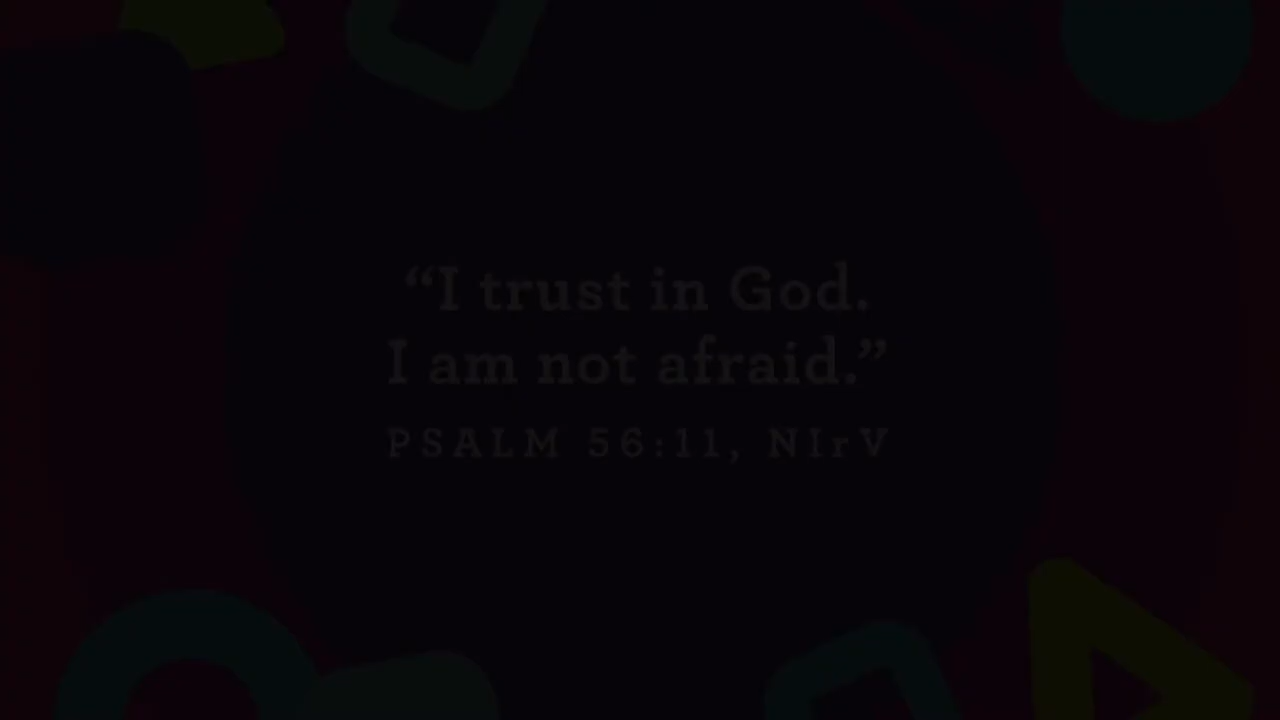 “I trust in God.
I am not afraid.”
PSALM 56:11, NIrV